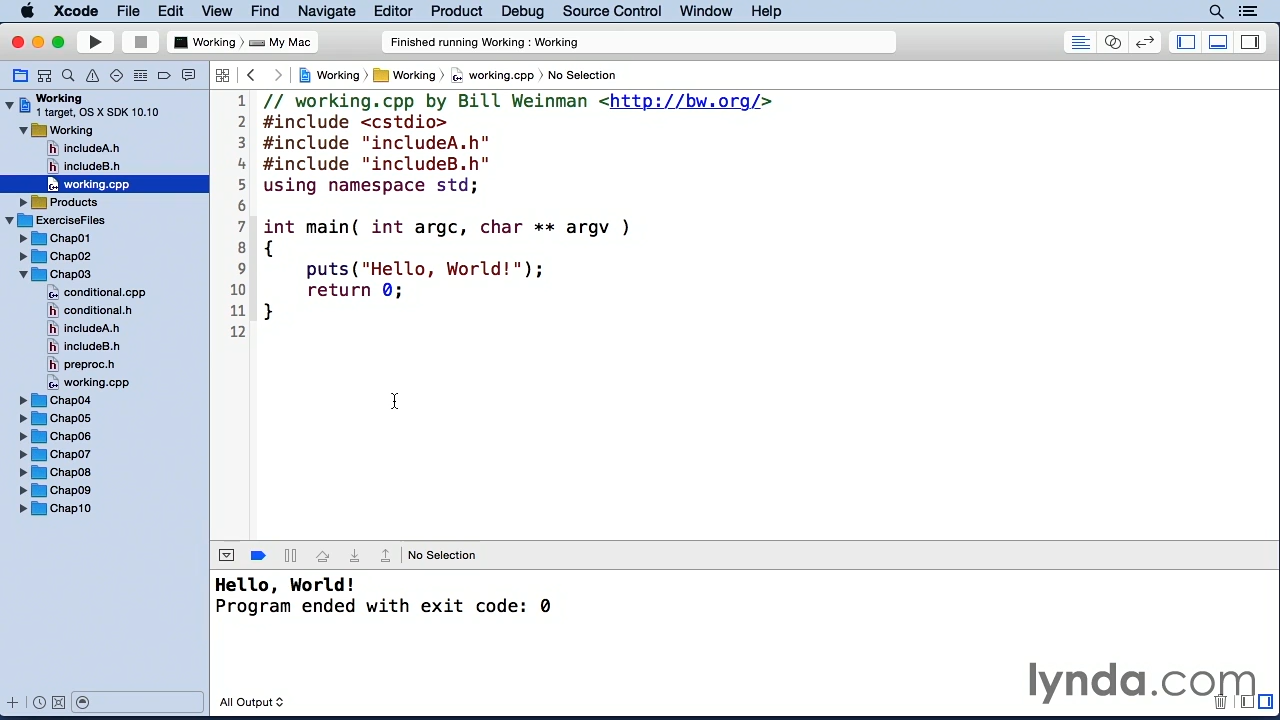 Xcode File Edit View Find Navigate Editor Product Debug Source Control Window Help
Working My Mac
Finished running Working : Working
Working Working working.cpp No Selection
Working
1 target, OS X SDK 10.10
Working
includeA.h
includeB.h
working.cpp
Products
ExerciseFiles
Chap01
Chap02
Chap03
conditional.cpp
conditional.h
includeA.h
includeB.h
preproc.h
working.cpp
Chap04
Chap05
Chap06
Chap07
Chap08
Chap09
Chap10
1 // working.cpp by Bill Weinman <http://bw.org/>
2 #include <cstdio>
3 #include "includeA.h"
4 #include "includeB.h"
5 using namespace std;
6
7 int main( int argc, char ** argv )
8 {
9 puts("Hello, World!");
10 return 0;
11 }
12
No Selection
Hello, World!
Program ended with exit code: 0
All Output
lynda.com